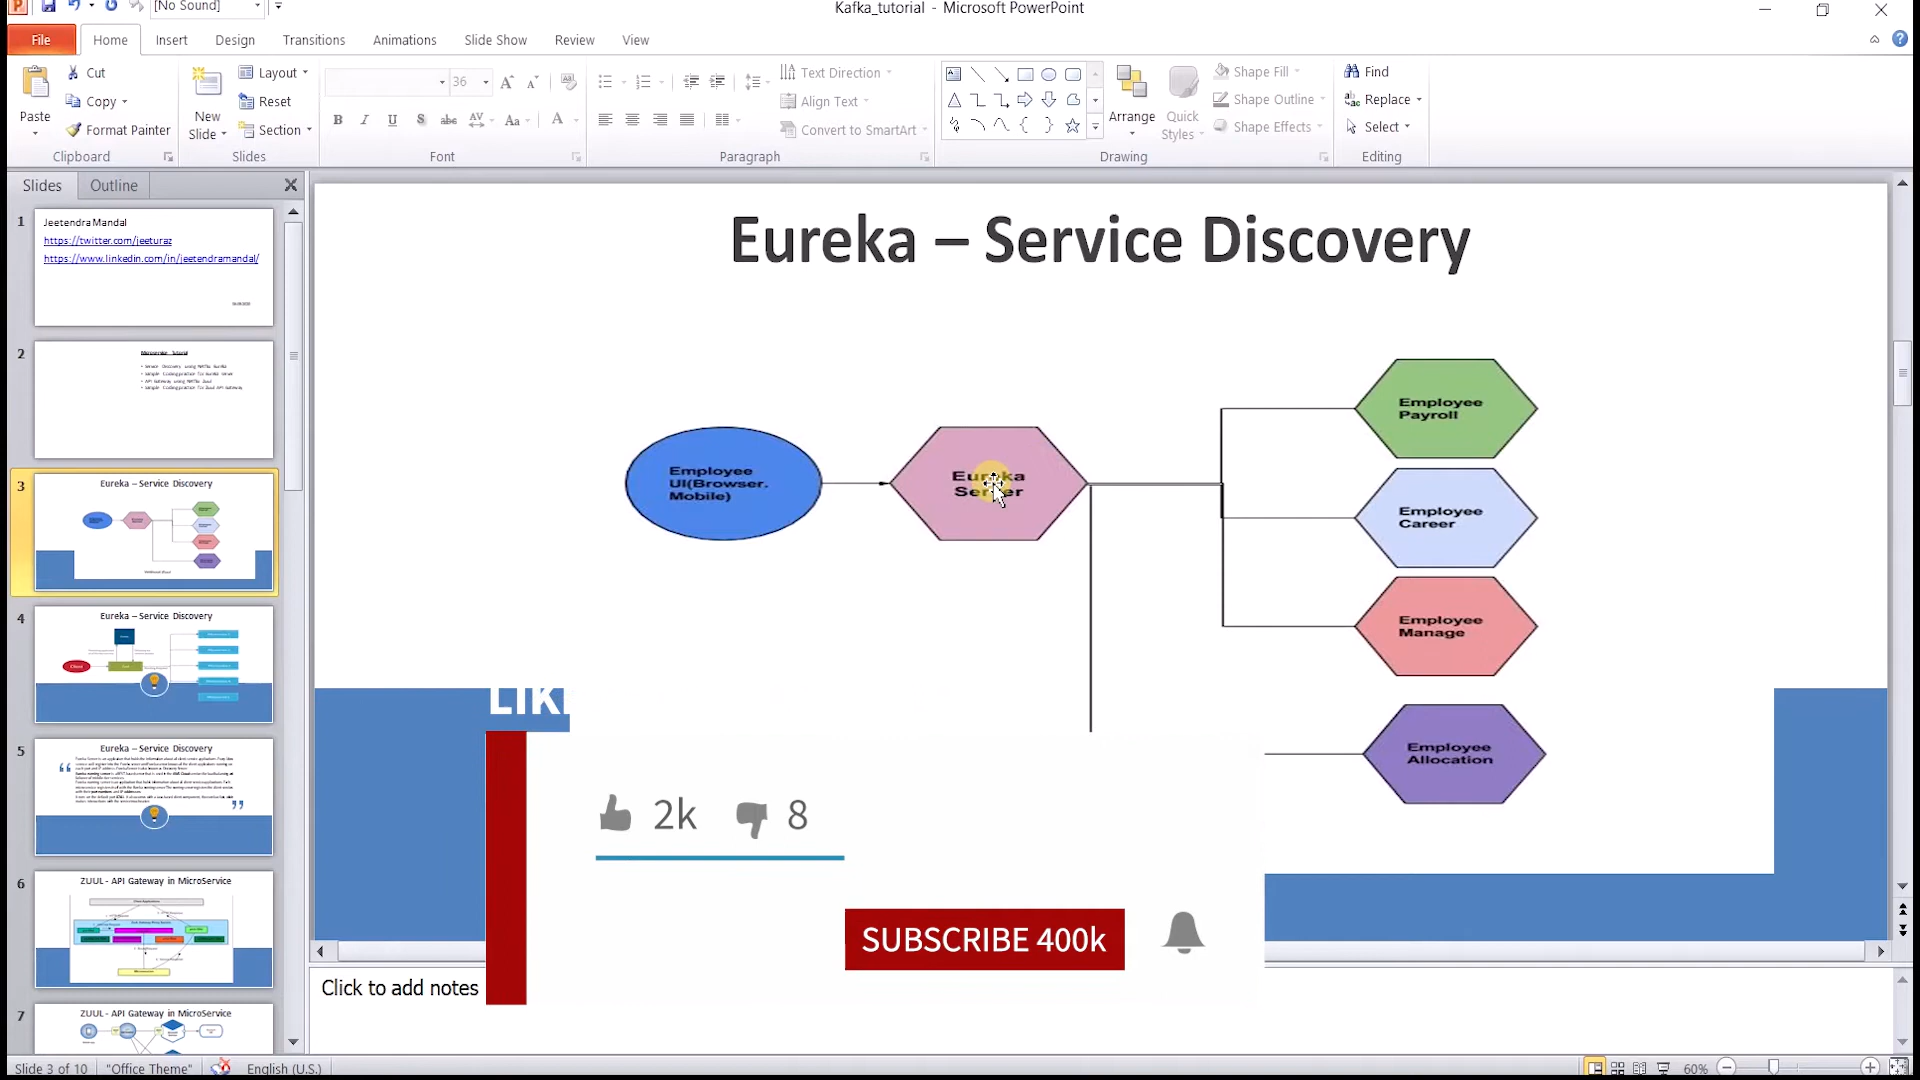 [No Sound]
Kafka_tutorial - Microsoft PowerPoint
File
Home
Insert
Design
Transitions
Animations
Slide Show
Review
View
Paste
Cut
Copy
Format Painter
Clipboard
New
Slide
Layout
Reset
Section
Slides
36
B I U S abc AV Aa A
Font
Text Direction
Align Text
Convert to SmartArt
Paragraph
Arrange
Quick
Styles
Shape Fill
Shape Outline
Shape Effects
Drawing
Find
Replace
Select
Editing
Slides
Outline
1
Jeetendra Mandal
https://twitter.com/jeeturaz
https://www.linkedin.com/in/jeetendramandal/
2
Microservice Tutorial
3
Eureka – Service Discovery
4
Eureka – Service Discovery
Client
5
Eureka – Service Discovery
6
ZUUL - API Gateway in MicroService
7
ZUUL - API Gateway in MicroService
Eureka – Service Discovery
Employee
UI(Browser.
Mobile)
Eureka
Server
Employee
Payroll
Employee
Career
Employee
Manage
Employee
Allocation
LIK
2k
8
SUBSCRIBE 400k
Click to add notes
Slide 3 of 10
"Office Theme"
English (U.S.)
60%